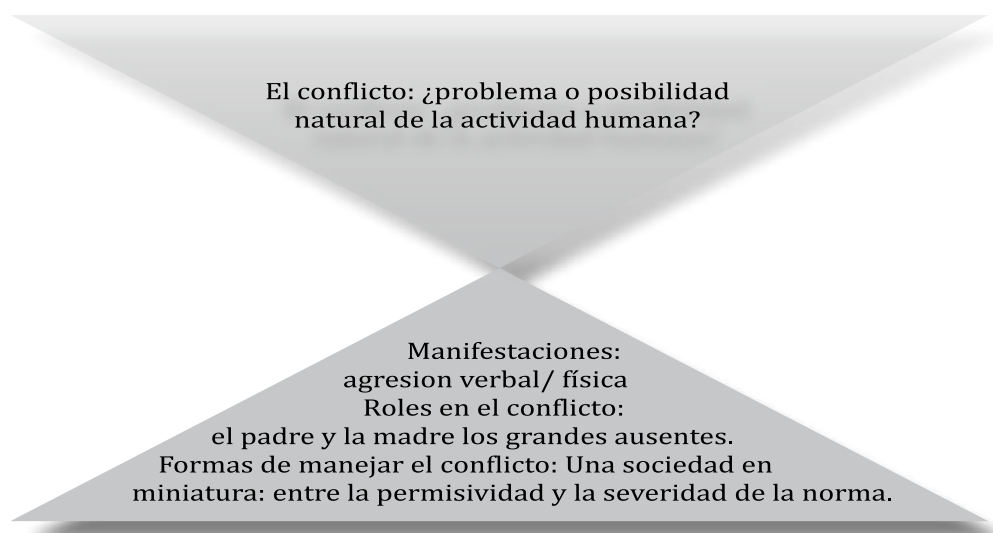 El conflicto: ¿problema o posibilidad
natural de la actividad humana?
Manifestaciones:
agresion verbal/ física
Roles en el conflicto:
el padre y la madre los grandes ausentes.
Formas de manejar el conflicto: Una sociedad en
miniatura: entre la permisividad y la severidad de la norma.